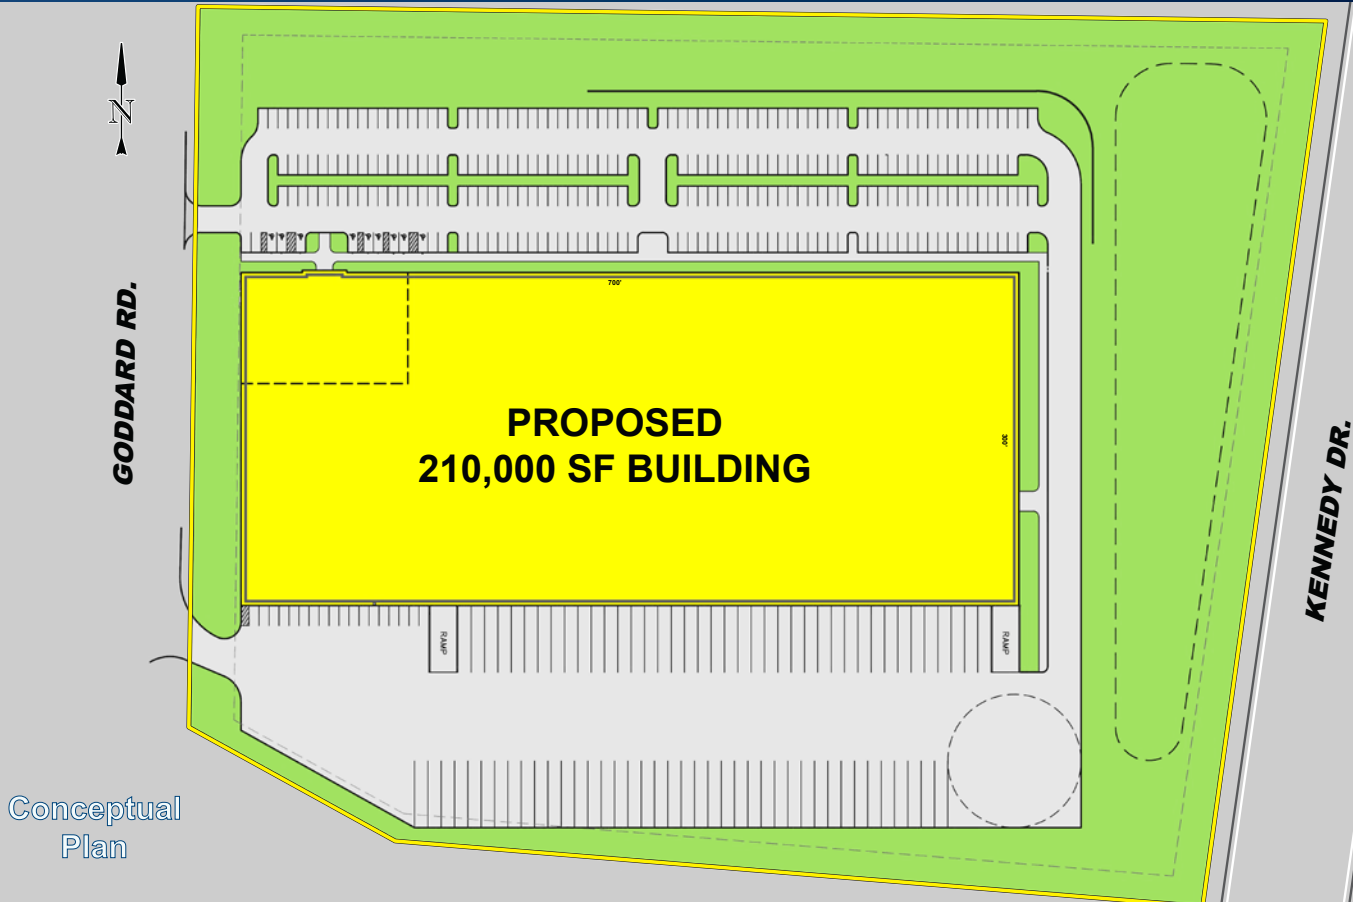 N
700'
GODDARD RD.
PROPOSED
210,000 SF BUILDING
300'
KENNEDY DR.
RAMP
RAMP
Conceptual
Plan